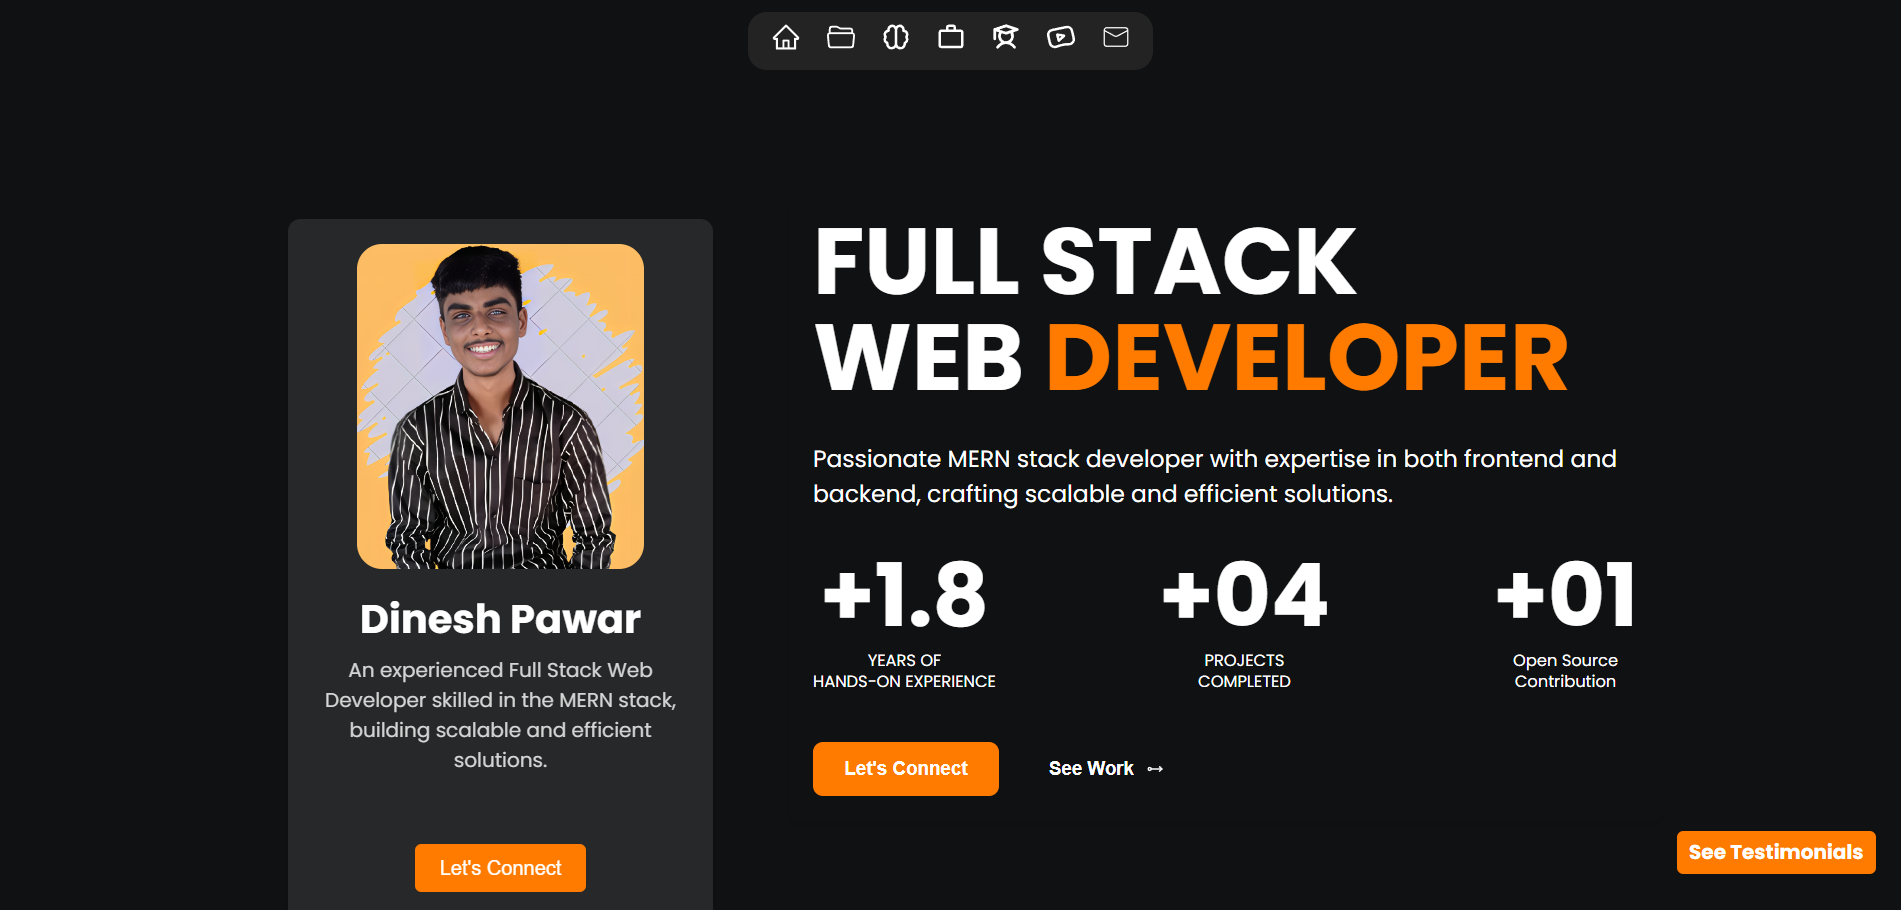 Dinesh Pawar
An experienced Full Stack Web
Developer skilled in the MERN stack,
building scalable and efficient
solutions.
Let's Connect
FULL STACK
WEB DEVELOPER
Passionate MERN stack developer with expertise in both frontend and
backend, crafting scalable and efficient solutions.
+1.8
YEARS OF
HANDS-ON EXPERIENCE
+04
PROJECTS
COMPLETED
+01
Open Source
Contribution
Let's Connect
See Work
See Testimonials